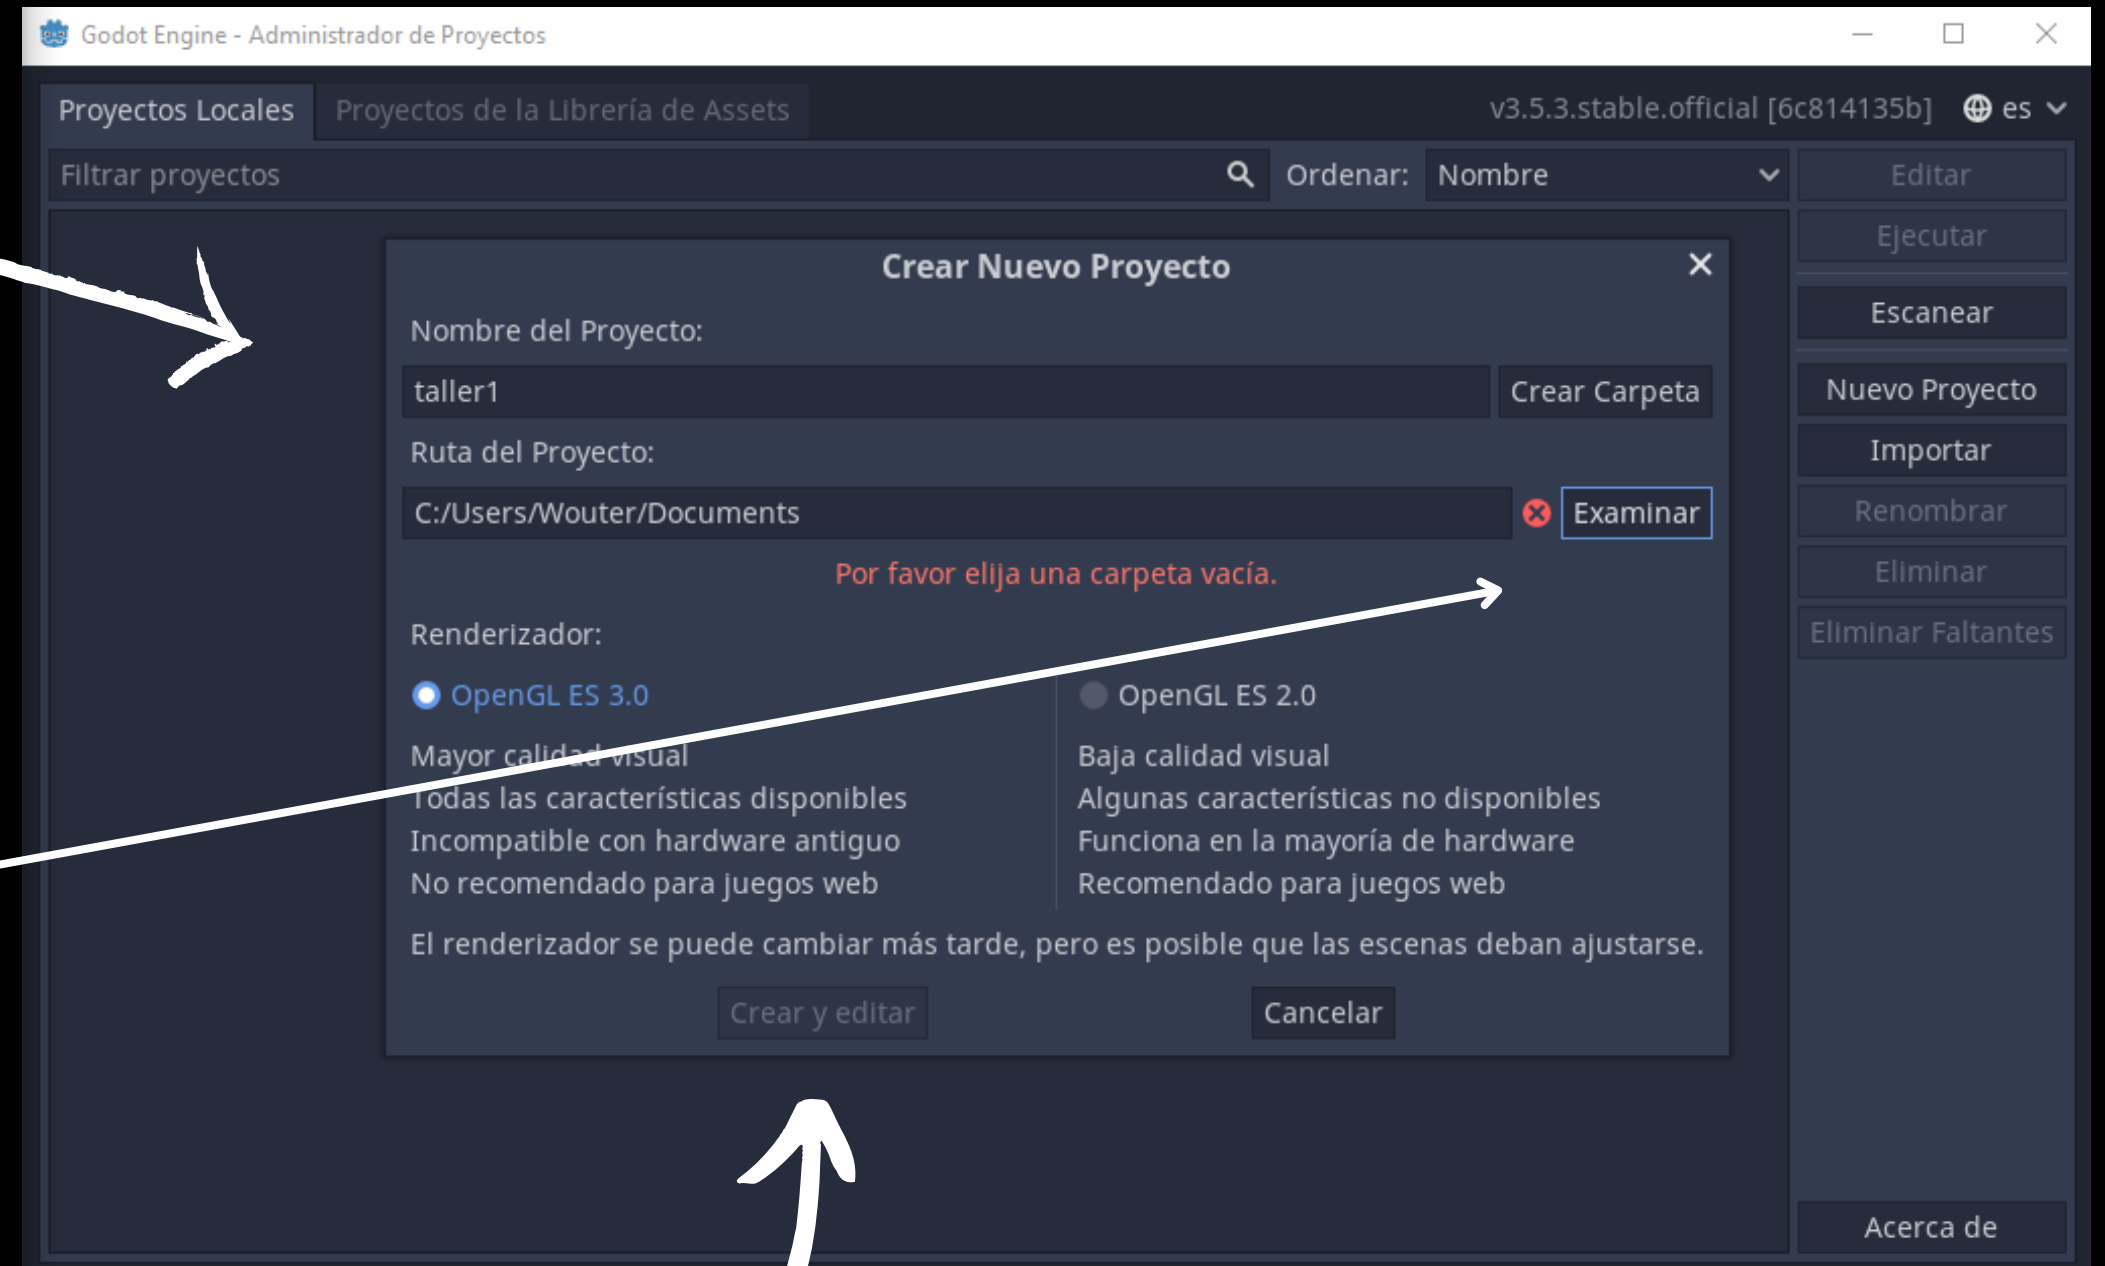 Godot Engine - Administrador de Proyectos
Proyectos Locales
Proyectos de la Librería de Assets
v3.5.3.stable.official [6c814135b]
es
Filtrar proyectos
Ordenar:
Nombre
Editar
Ejecutar
Escanear
Nuevo Proyecto
Importar
Renombrar
Eliminar
Eliminar Faltantes
Acerca de
Crear Nuevo Proyecto
Nombre del Proyecto:
taller1
Crear Carpeta
Ruta del Proyecto:
C:/Users/Wouter/Documents
Examinar
Por favor elija una carpeta vacía.
Renderizador:
OpenGL ES 3.0
Mayor calidad visual
Todas las características disponibles
Incompatible con hardware antiguo
No recomendado para juegos web
OpenGL ES 2.0
Baja calidad visual
Algunas características no disponibles
Funciona en la mayoría de hardware
Recomendado para juegos web
El renderizador se puede cambiar más tarde, pero es posible que las escenas deban ajustarse.
Crear y editar
Cancelar